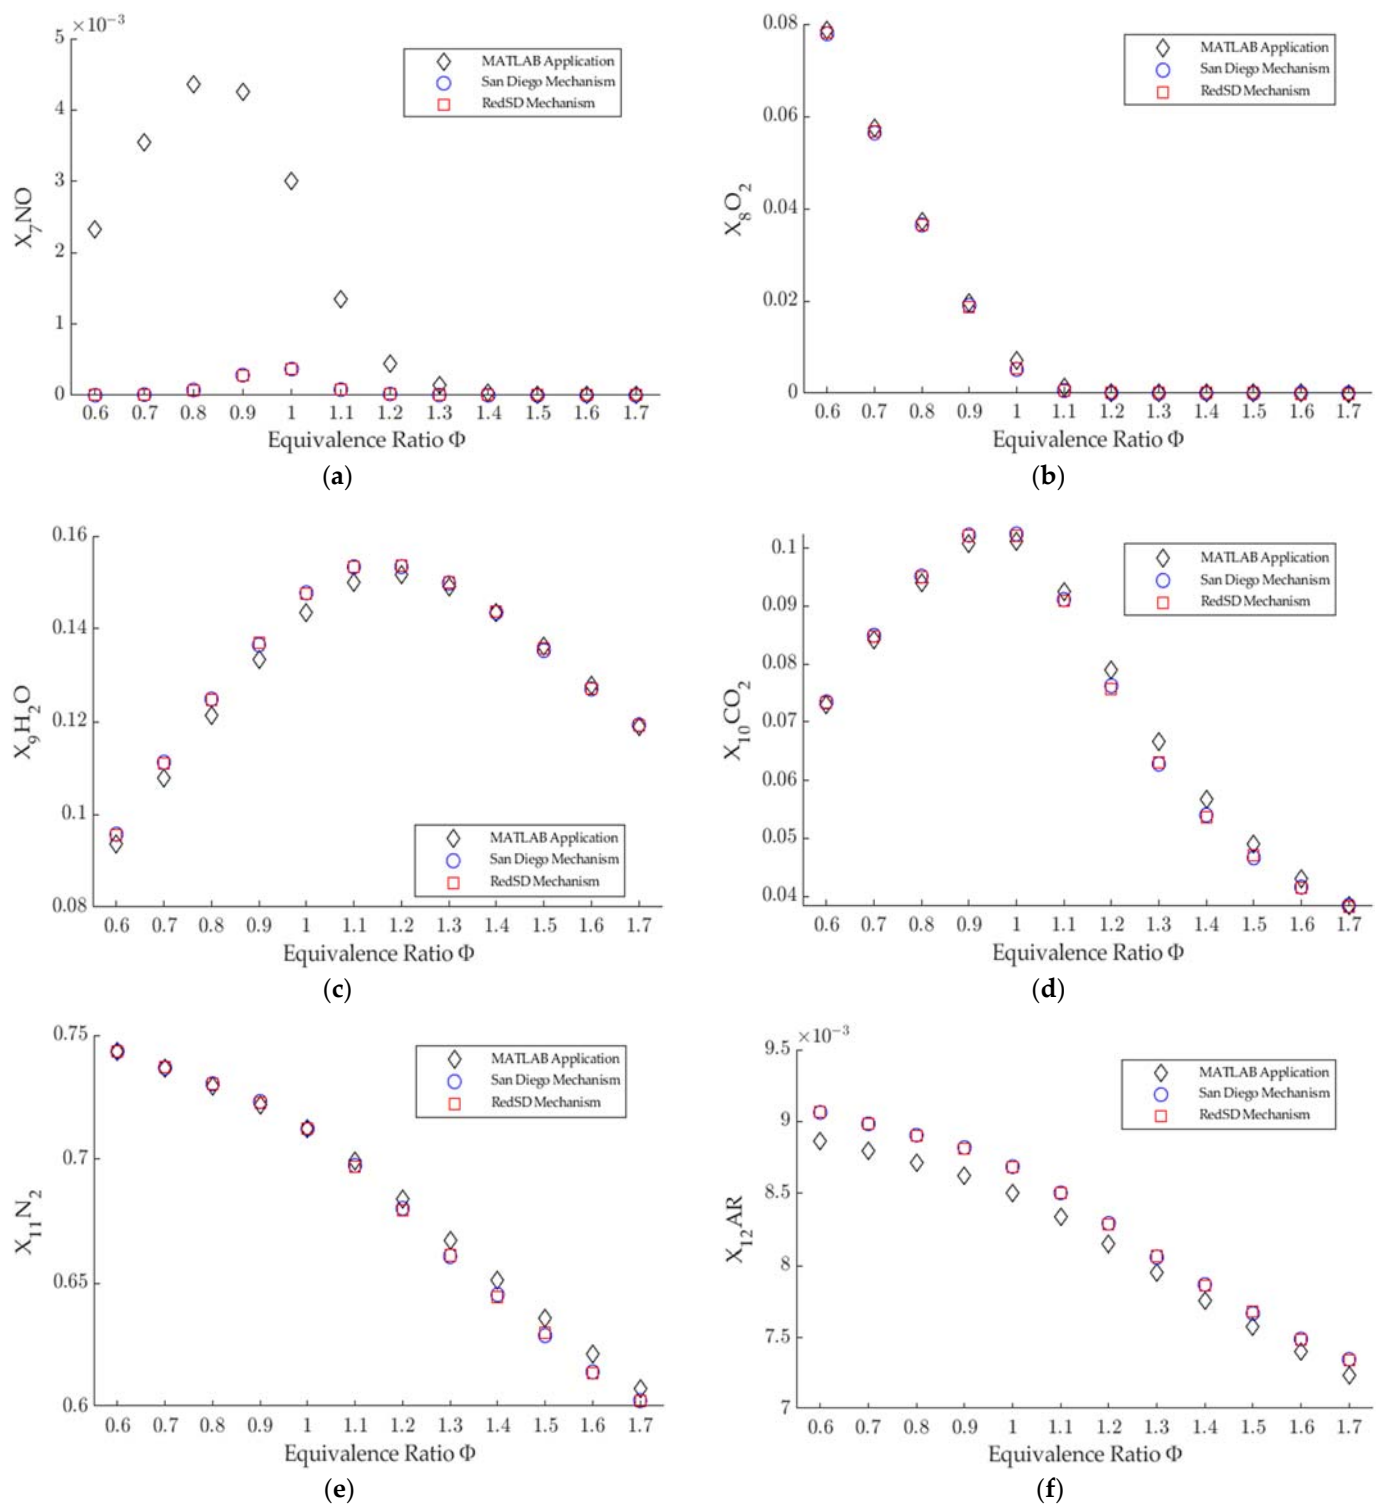 ×10⁻³
5
4
3
2
1
0
X₇NO
MATLAB Application
San Diego Mechanism
RedSD Mechanism
0.6 0.7 0.8 0.9 1 1.1 1.2 1.3 1.4 1.5 1.6 1.7
Equivalence Ratio Φ
(a)
0.08
0.06
0.04
0.02
0
X₈O₂
MATLAB Application
San Diego Mechanism
RedSD Mechanism
0.6 0.7 0.8 0.9 1 1.1 1.2 1.3 1.4 1.5 1.6 1.7
Equivalence Ratio Φ
(b)
0.16
0.14
0.12
0.1
0.08
X₉H₂O
MATLAB Application
San Diego Mechanism
RedSD Mechanism
0.6 0.7 0.8 0.9 1 1.1 1.2 1.3 1.4 1.5 1.6 1.7
Equivalence Ratio Φ
(c)
0.1
0.09
0.08
0.07
0.06
0.05
0.04
X₁₀CO₂
MATLAB Application
San Diego Mechanism
RedSD Mechanism
0.6 0.7 0.8 0.9 1 1.1 1.2 1.3 1.4 1.5 1.6 1.7
Equivalence Ratio Φ
(d)
0.75
0.7
0.65
0.6
X₁₁N₂
MATLAB Application
San Diego Mechanism
RedSD Mechanism
0.6 0.7 0.8 0.9 1 1.1 1.2 1.3 1.4 1.5 1.6 1.7
Equivalence Ratio Φ
(e)
×10⁻³
9.5
9
8.5
8
7.5
7
X₁₂AR
MATLAB Application
San Diego Mechanism
RedSD Mechanism
0.6 0.7 0.8 0.9 1 1.1 1.2 1.3 1.4 1.5 1.6 1.7
Equivalence Ratio Φ
(f)